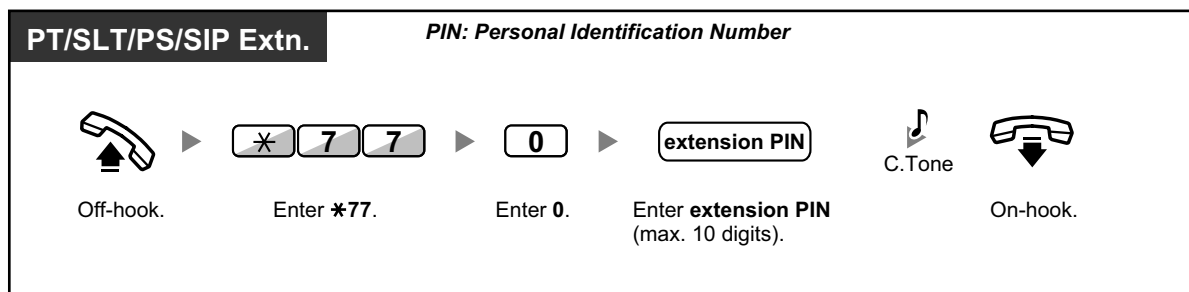 PT/SLT/PS/SIP Extn.
PIN: Personal Identification Number
* 7 7
0
extension PIN
C.Tone
Off-hook.
Enter *77.
Enter 0.
Enter extension PIN
(max. 10 digits).
On-hook.